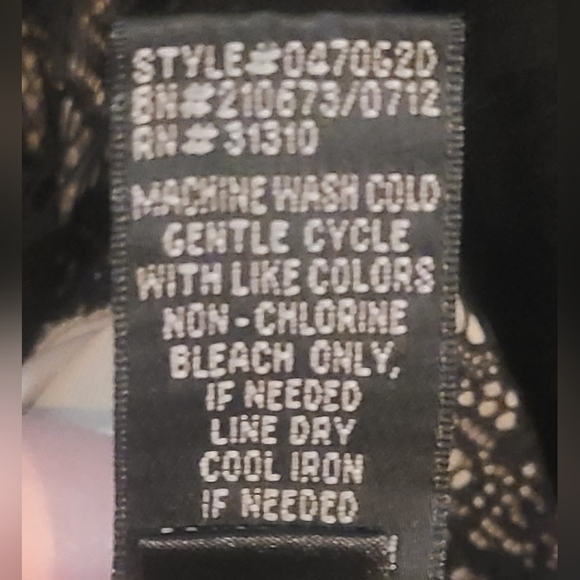 STYLE#047062D
BN#210673/0712
RN#31310
MACHINE WASH COLD
GENTLE CYCLE
WITH LIKE COLORS
NON-CHLORINE
BLEACH ONLY,
IF NEEDED
LINE DRY
COOL IRON
IF NEEDED